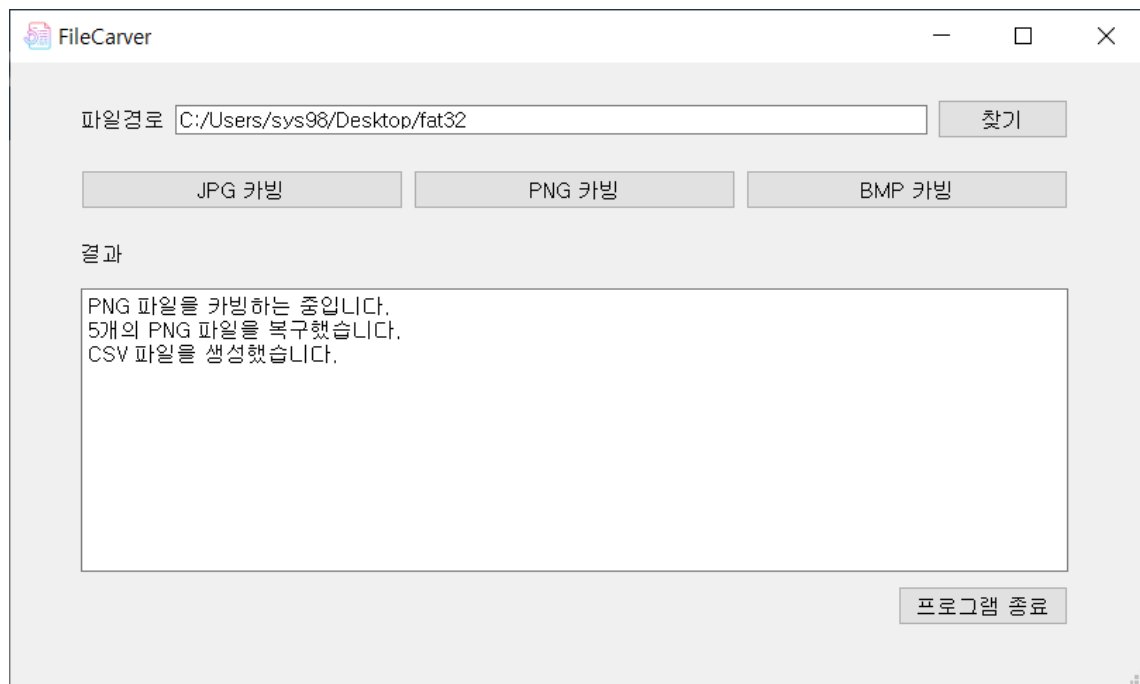 FileCarver
파일경로 C:/Users/sys98/Desktop/fat32 찾기
JPG 카빙 PNG 카빙 BMP 카빙
결과
PNG 파일을 카빙하는 중입니다.
5개의 PNG 파일을 복구했습니다.
CSV 파일을 생성했습니다.
프로그램 종료